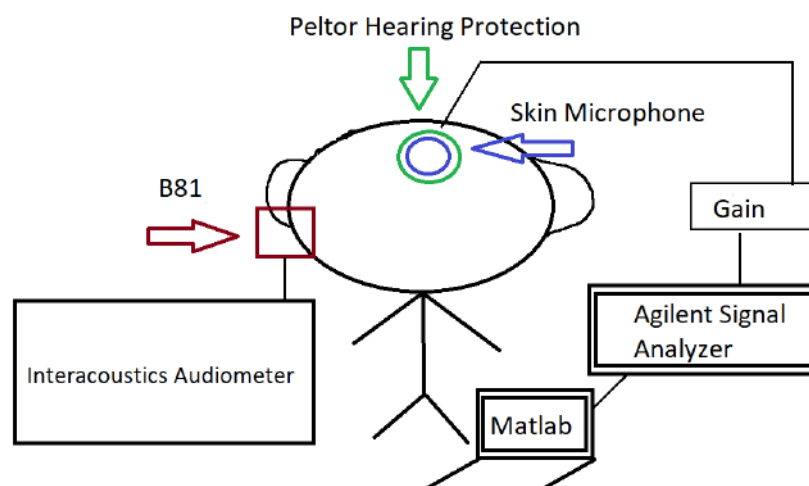 Peltor Hearing Protection
Skin Microphone
B81
Gain
Agilent Signal
Analyzer
Interacoustics Audiometer
Matlab